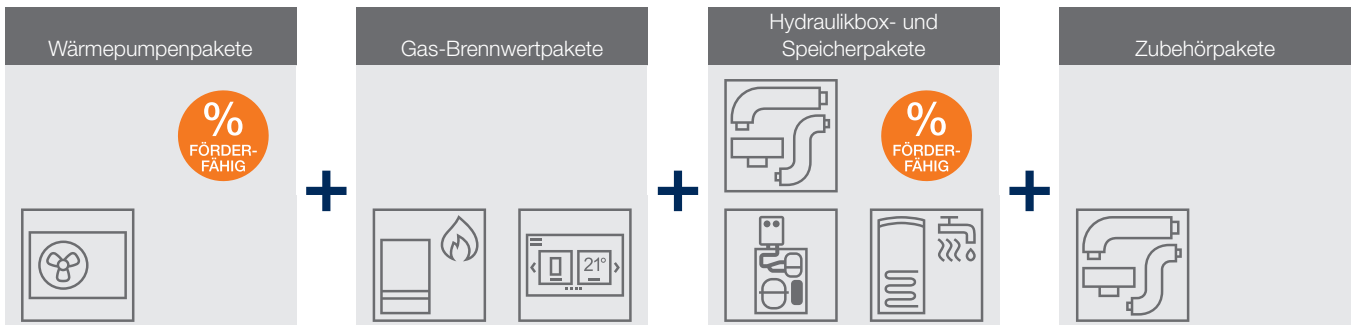 Wärmepumpenpakete
%
FÖRDER-
FÄHIG
+
Gas-Brennwertpakete
‹ 21° ›
+
Hydraulikbox- und
Speicherpakete
%
FÖRDER-
FÄHIG
+
Zubehörpakete